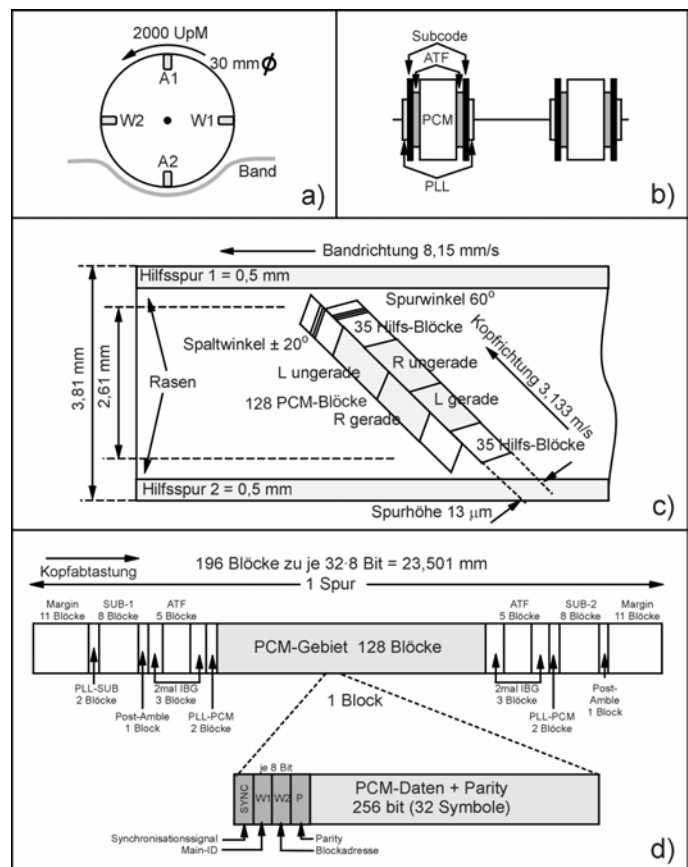 2000 UpM
30 mm ϕ
A1
W2
W1
A2
Band
a)
Subcode
ATF
PCM
PLL
b)
Bandrichtung 8,15 mm/s
Hilfsspur 1 = 0,5 mm
Spurwinkel 60°
35 Hilfs-Blöcke
Spaltwinkel ± 20°
Kopfrichtung 3,133 m/s
3,81 mm
2,61 mm
Rasen
R ungerade
L ungerade
L gerade
128 PCM-Blöcke
R gerade
35 Hilfs-Blöcke
Hilfsspur 2 = 0,5 mm
Spurhöhe 13 μm
c)
Kopfabtastung
196 Blöcke zu je 32·8 Bit = 23,501 mm
1 Spur
Margin
11 Blöcke
SUB-1
8 Blöcke
ATF
5 Blöcke
ATF
5 Blöcke
SUB-2
8 Blöcke
Margin
11 Blöcke
PCM-Gebiet 128 Blöcke
PLL-SUB
2 Blöcke
Post-Amble
1 Block
2mal IBG
3 Blöcke
PLL-PCM
2 Blöcke
1 Block
2mal IBG
3 Blöcke
PLL-PCM
2 Blöcke
Post-
Amble
1 Block
je 8 Bit
SYNC
W1
W2
P
PCM-Daten + Parity
256 bit (32 Symbole)
Synchronisationssignal
Main-ID
Parity
Blockadresse
d)